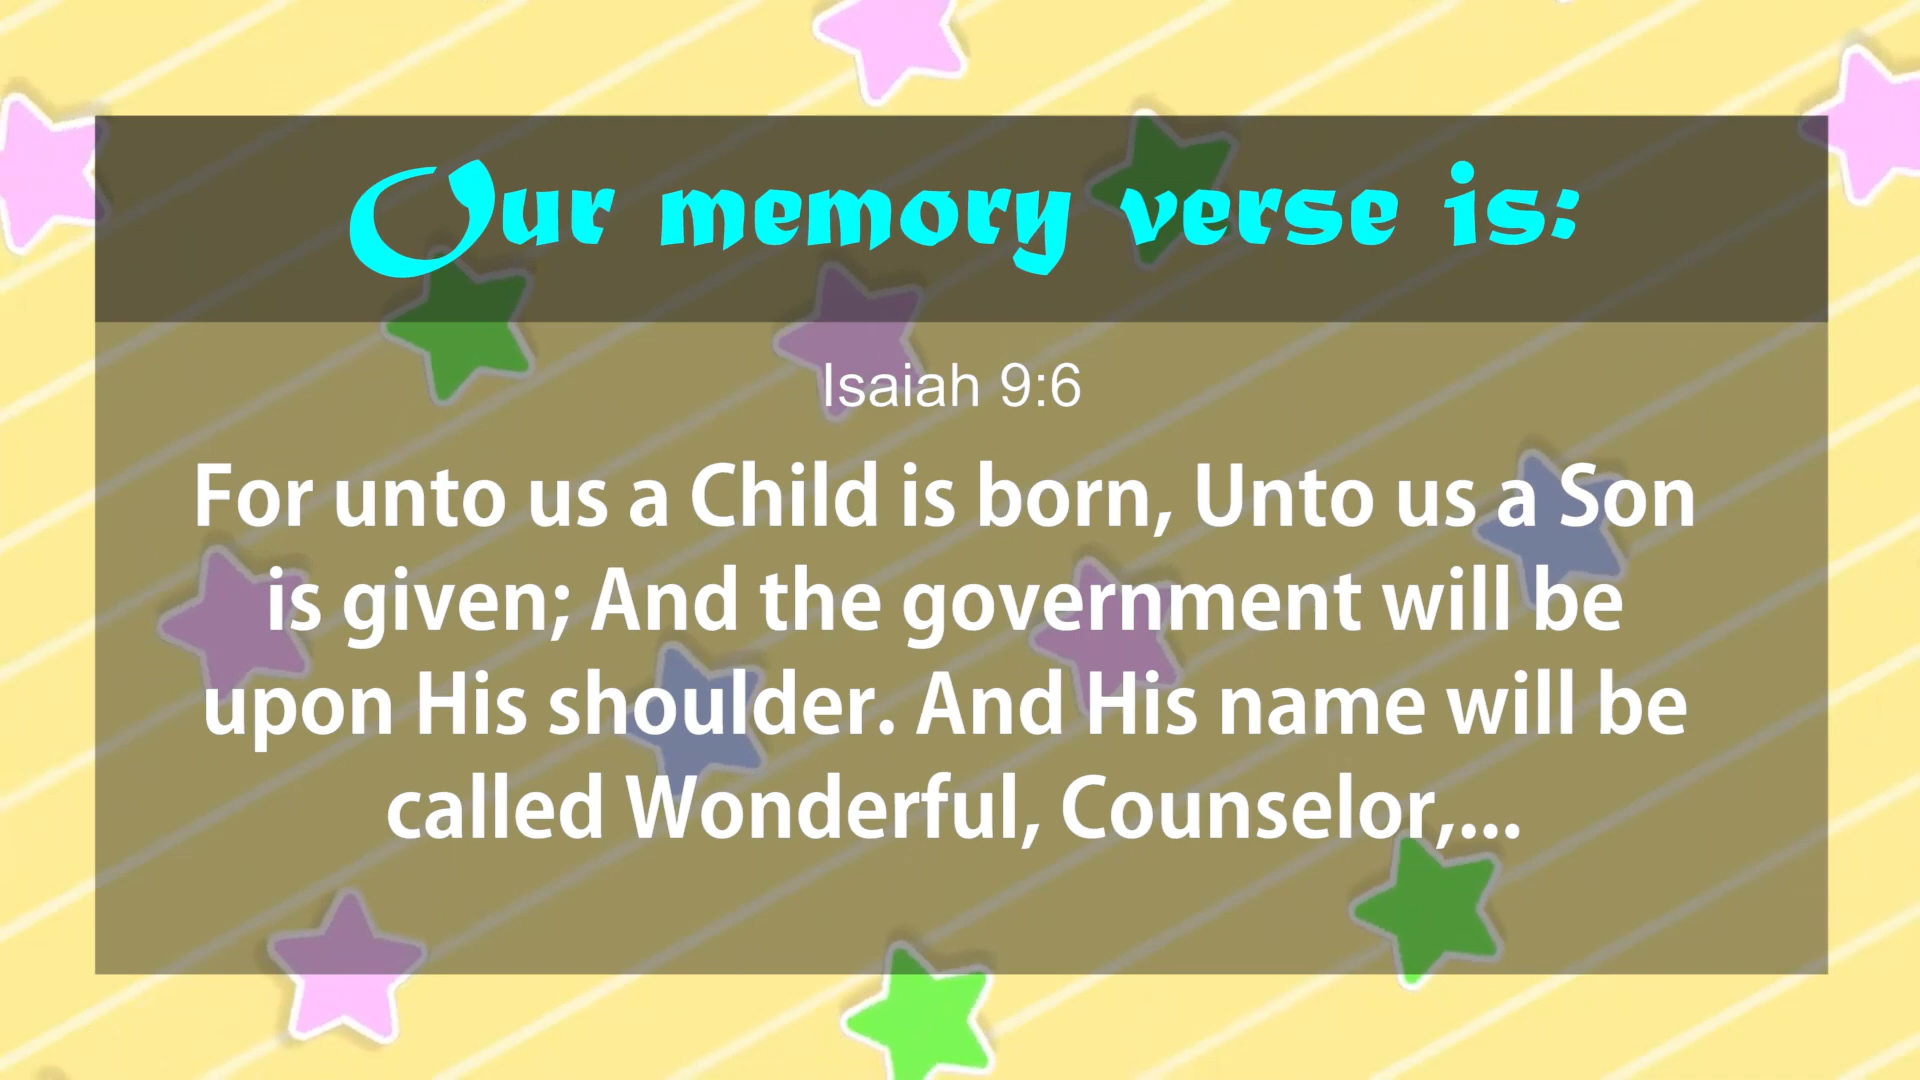 Our memory verse is:
Isaiah 9:6
For unto us a Child is born, Unto us a Son
is given; And the government will be
upon His shoulder. And His name will be
called Wonderful, Counselor,...